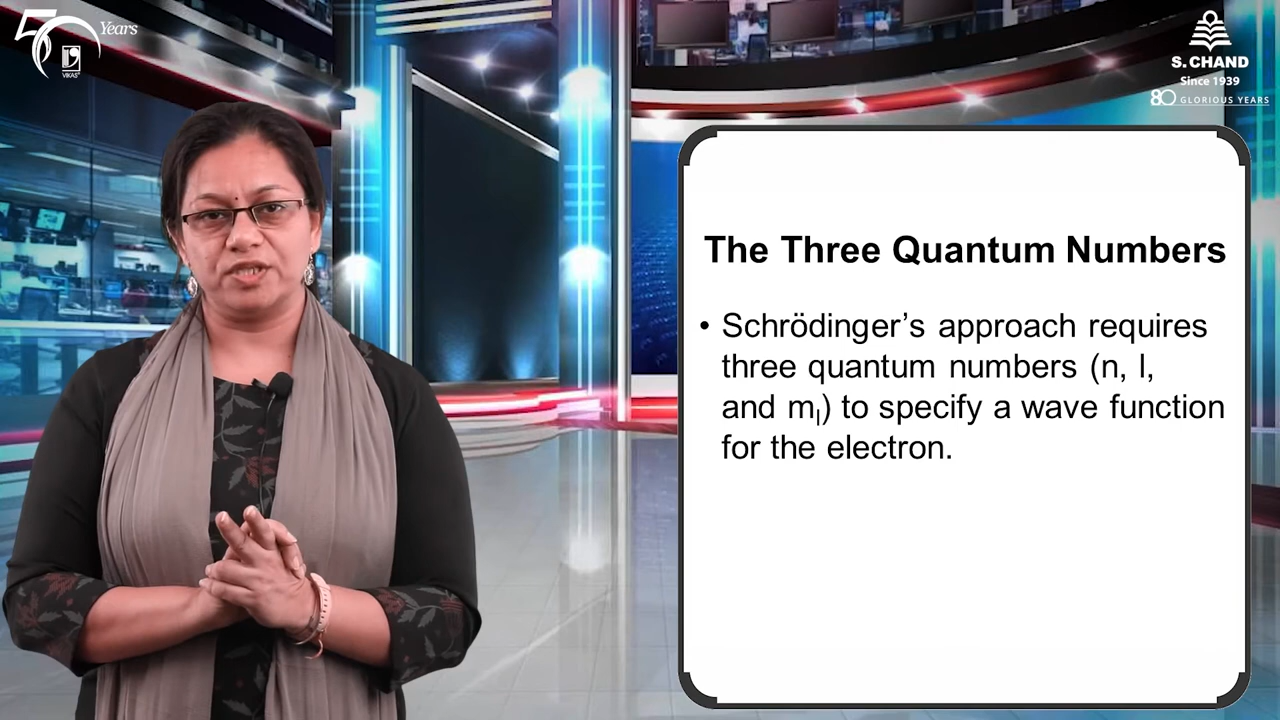 50 Years
VIKAS
S. CHAND
Since 1939
80 GLORIOUS YEARS
The Three Quantum Numbers
• Schrödinger’s approach requires
three quantum numbers (n, l,
and mₗ) to specify a wave function
for the electron.